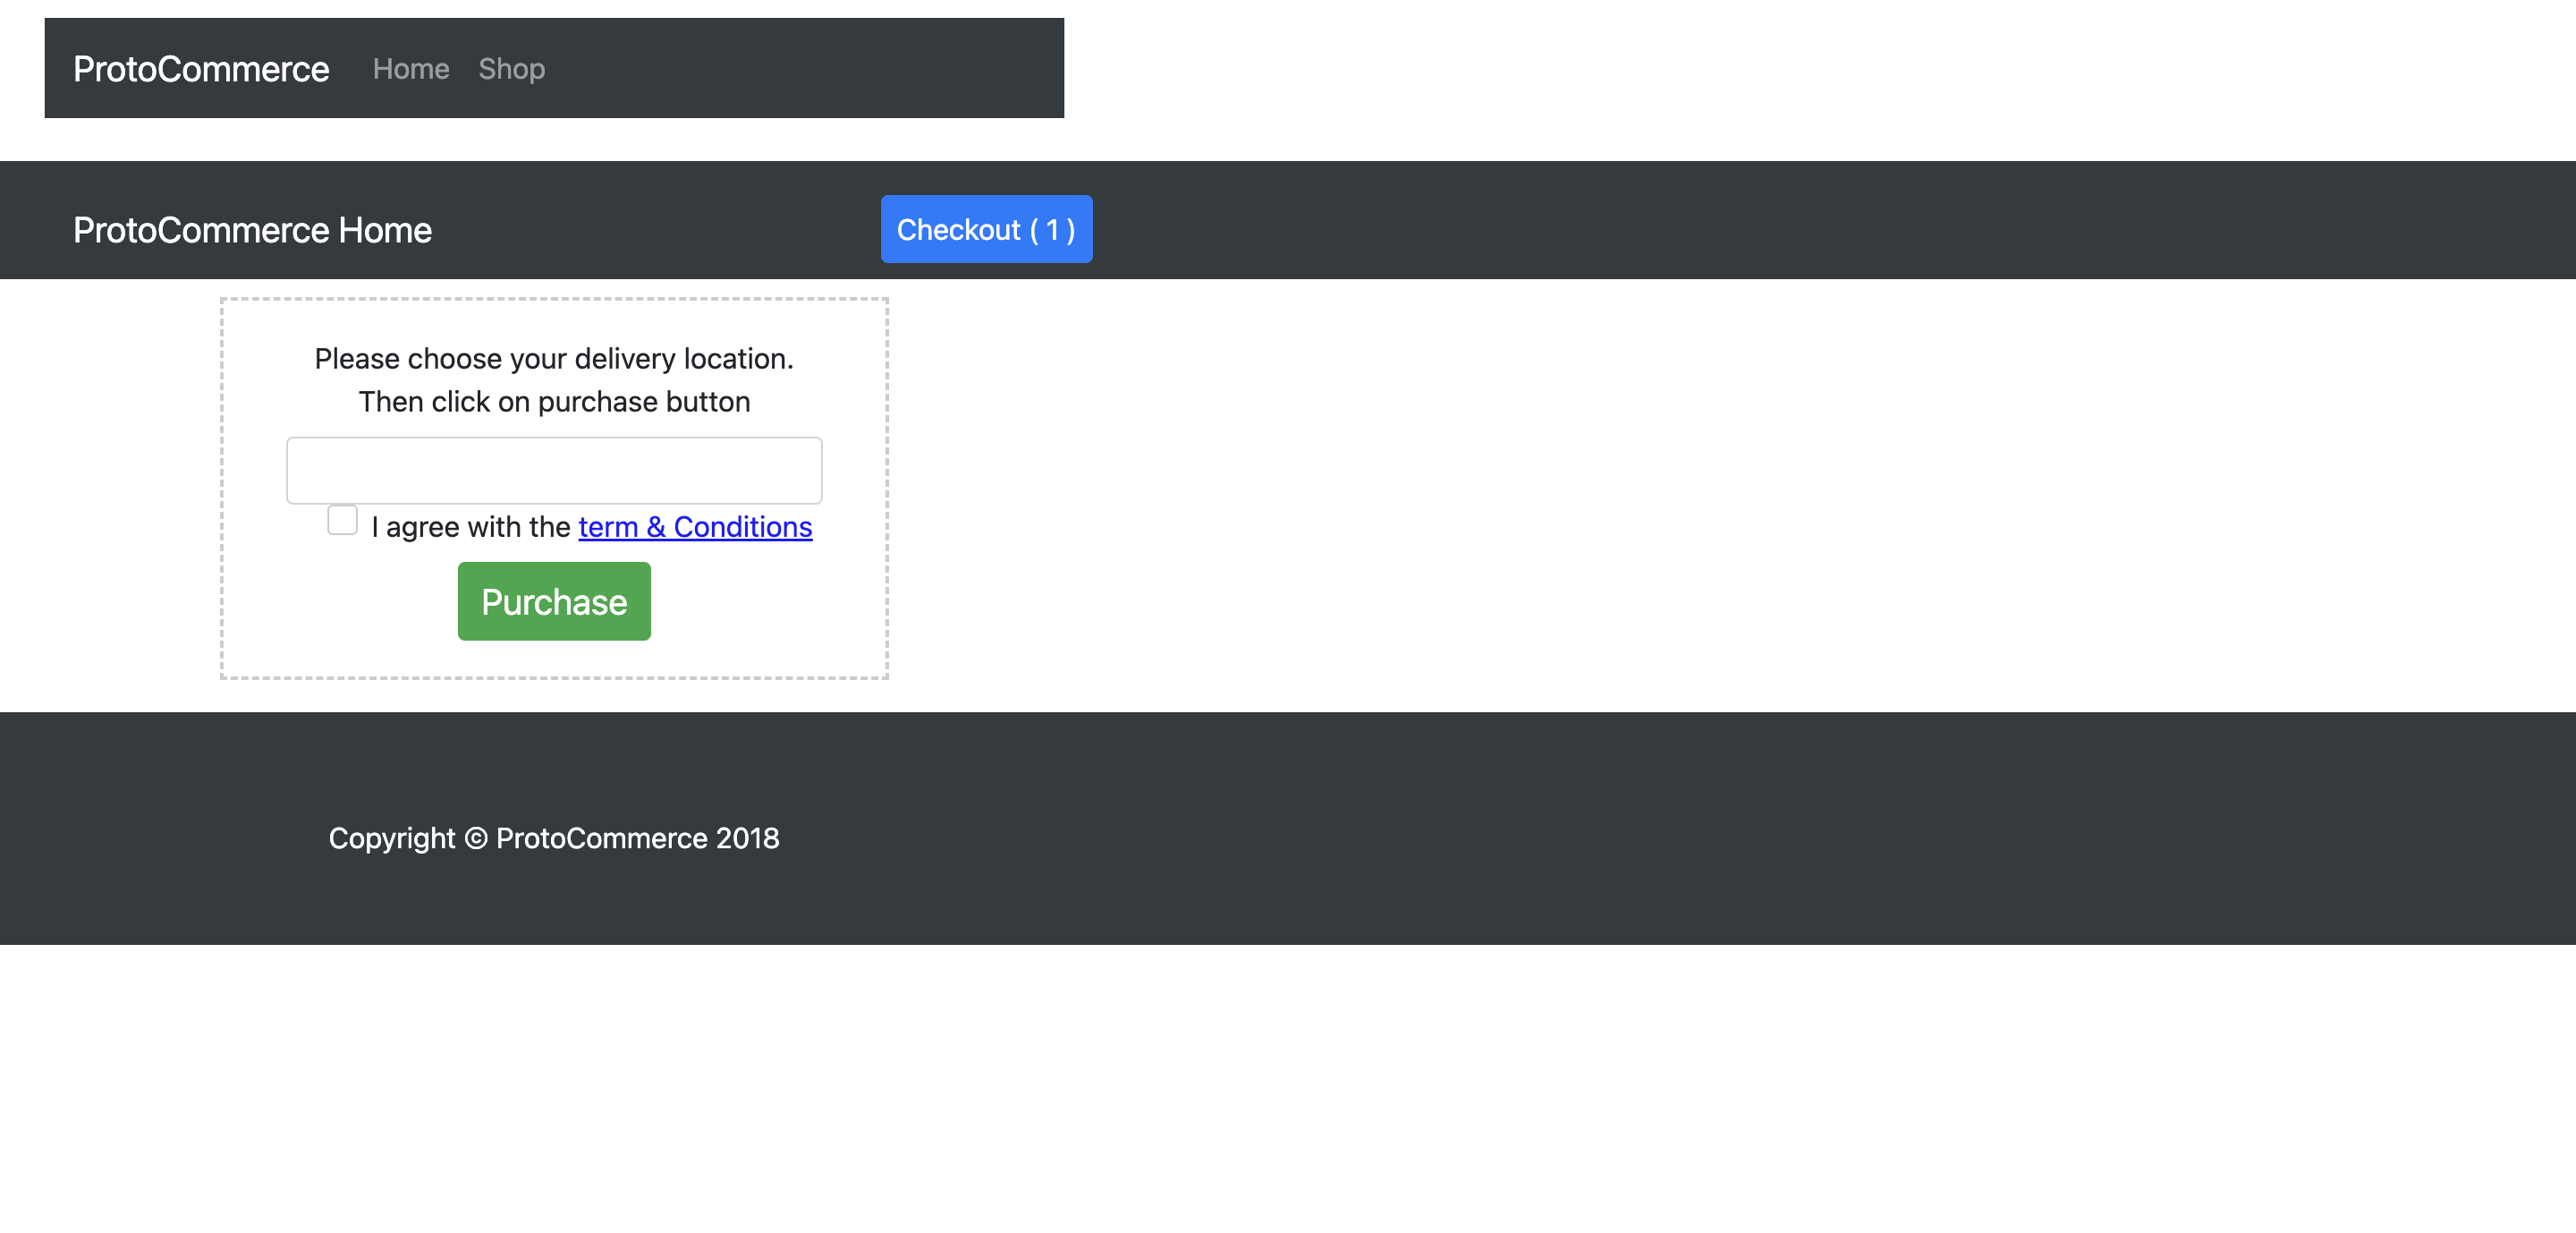 ProtoCommerce Home Shop
ProtoCommerce Home Checkout ( 1 )
Please choose your delivery location.
Then click on purchase button
I agree with the term & Conditions
Purchase
Copyright © ProtoCommerce 2018